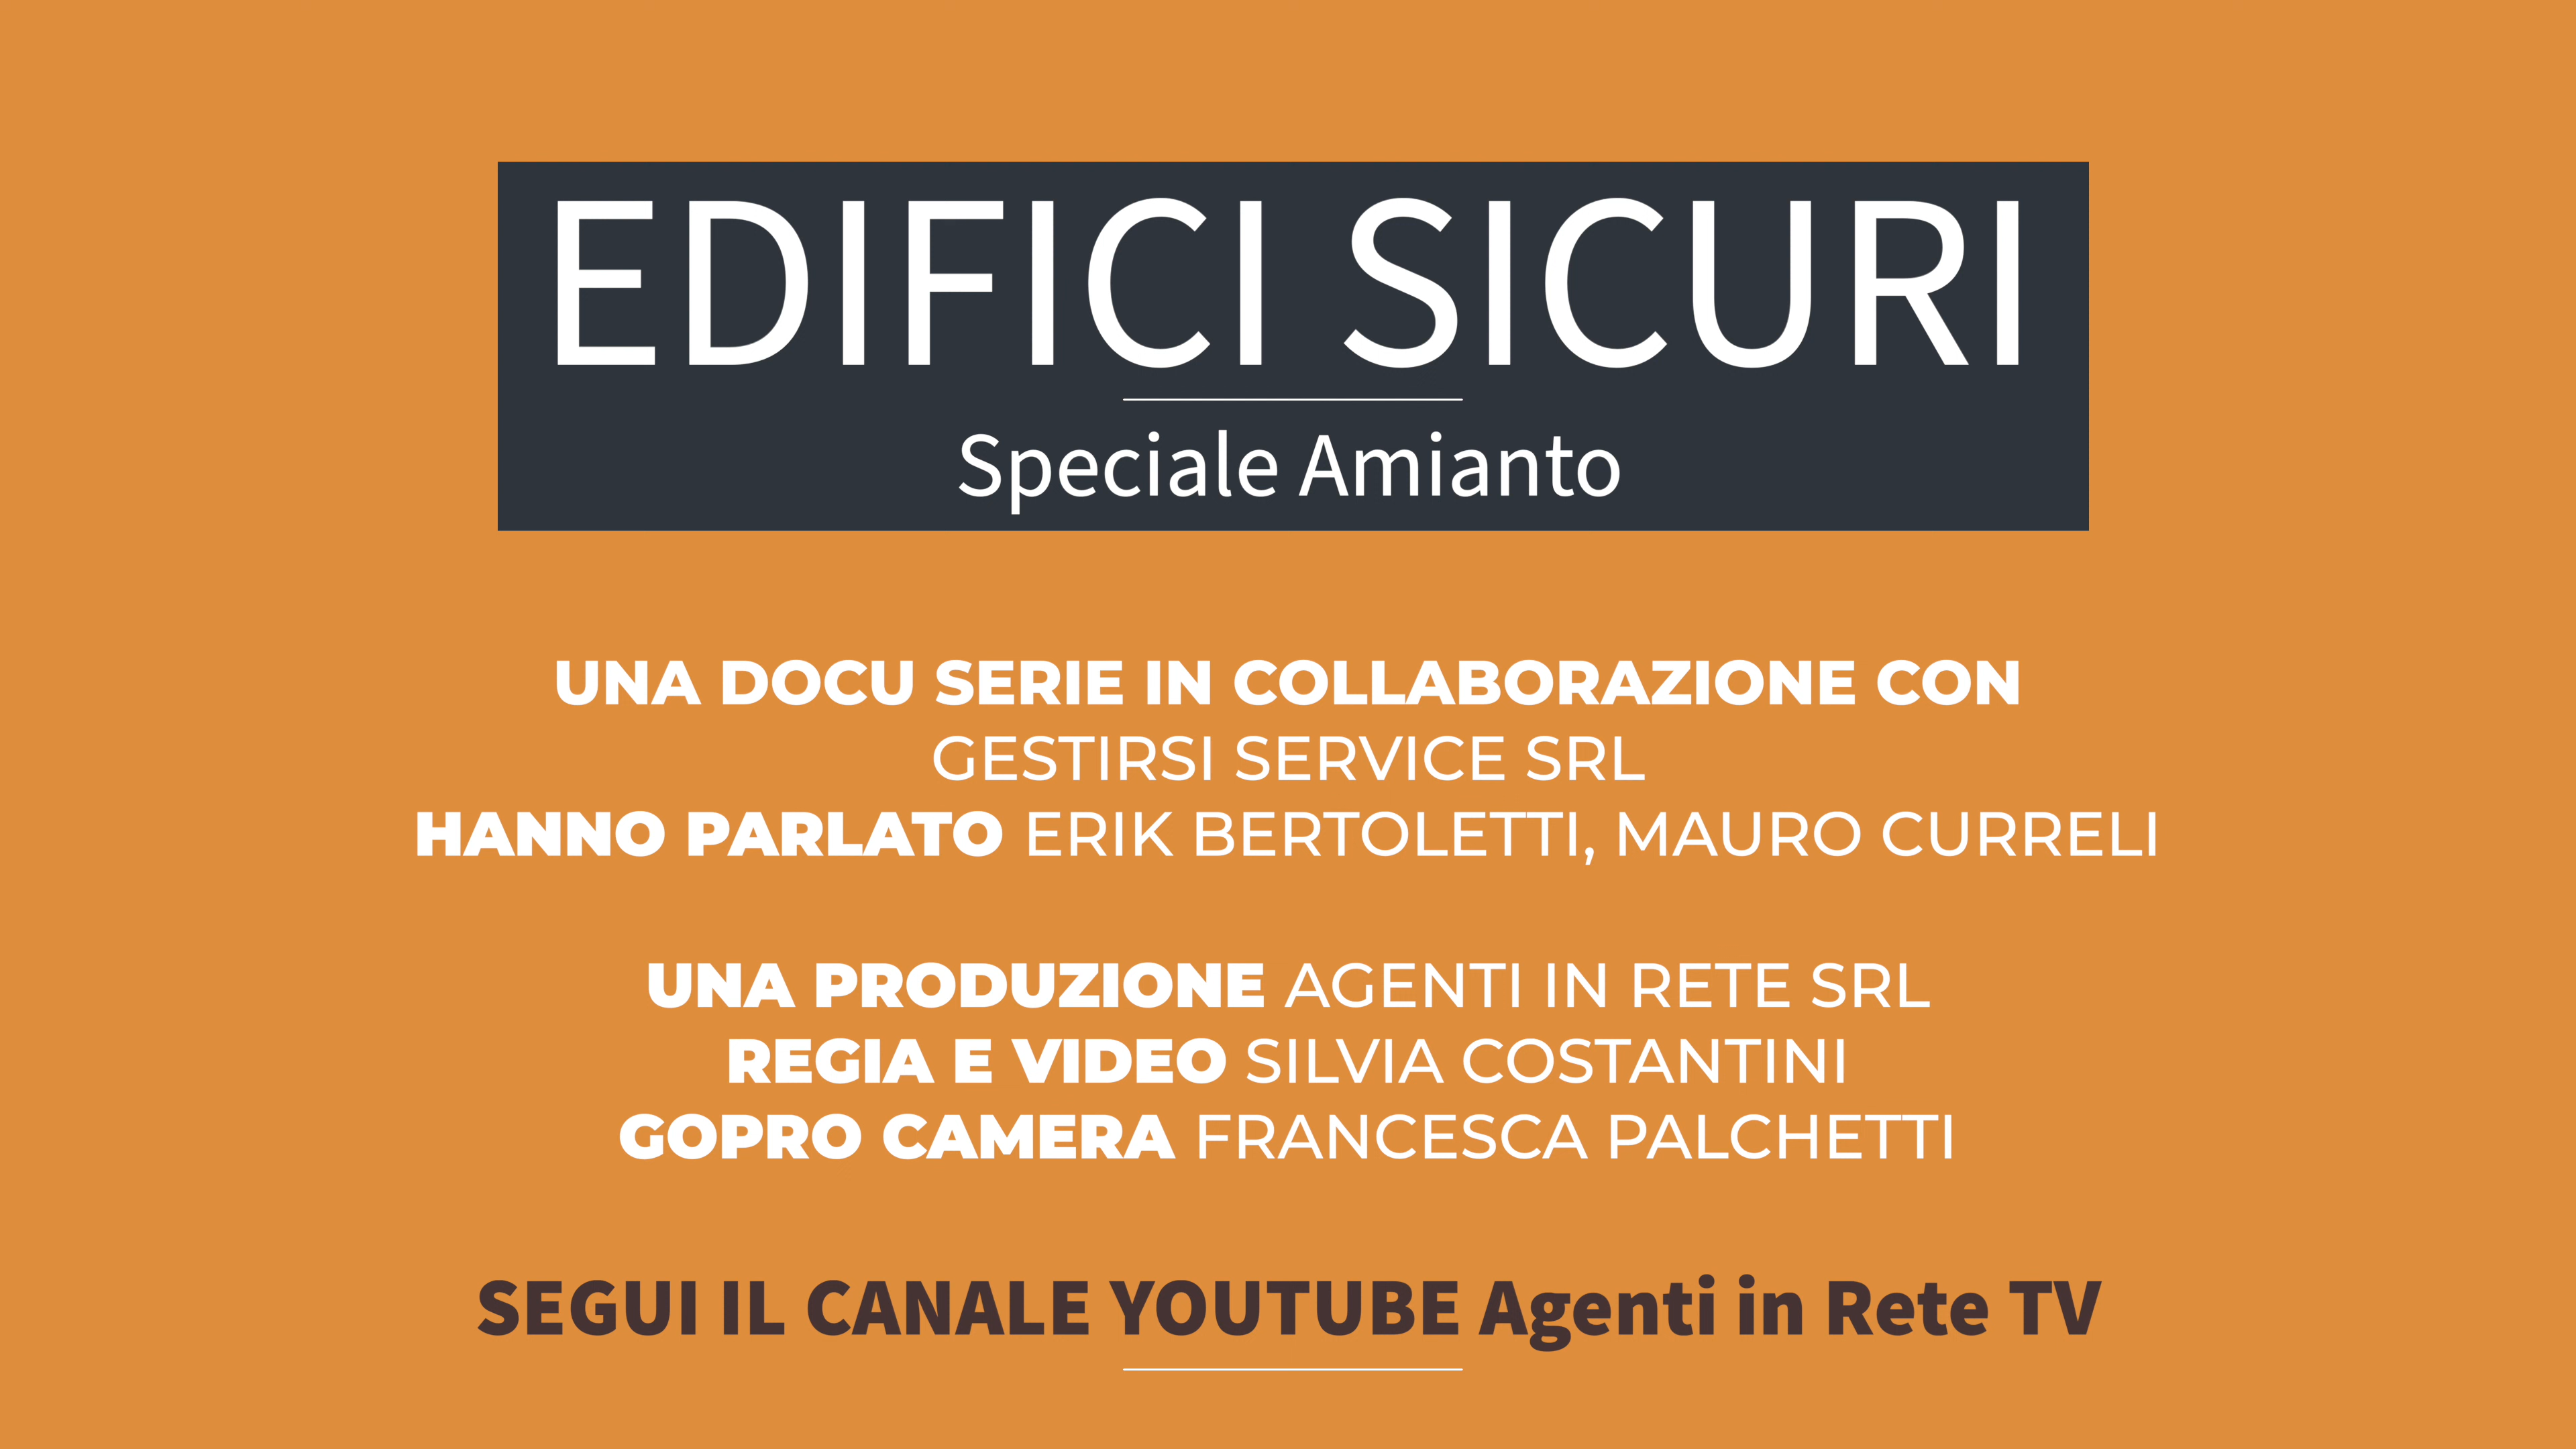 EDIFICI SICURI
Speciale Amianto
UNA DOCU SERIE IN COLLABORAZIONE CON
GESTIRSI SERVICE SRL
HANNO PARLATO ERIK BERTOLETTI, MAURO CURRELI
UNA PRODUZIONE AGENTI IN RETE SRL
REGIA E VIDEO SILVIA COSTANTINI
GOPRO CAMERA FRANCESCA PALCHETTI
SEGUI IL CANALE YOUTUBE Agenti in Rete TV